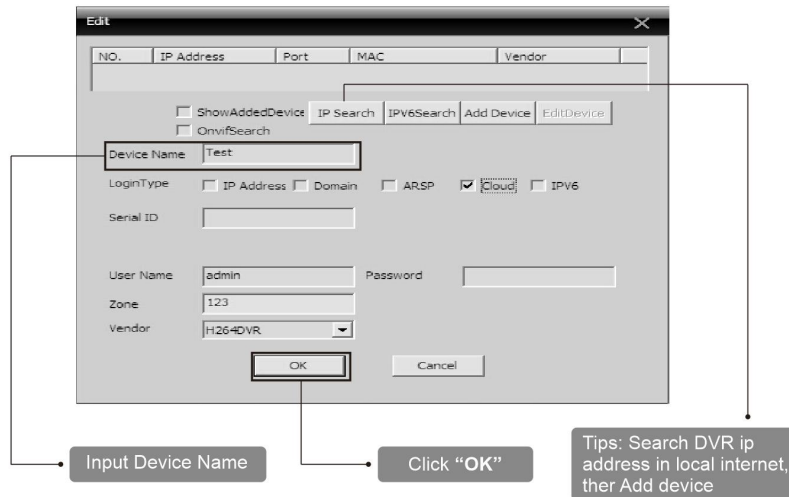 Edit
NO. IP Address Port MAC Vendor
ShowAddedDevice IP Search IPV6Search Add Device EditDevice
OnvifSearch
Device Name Test
LoginType IP Address Domain ARSP Cloud IPV6
Serial ID
User Name admin Password
Zone 123
Vendor H264DVR
OK Cancel
Input Device Name
Click “OK”
Tips: Search DVR ip
address in local internet,
ther Add device